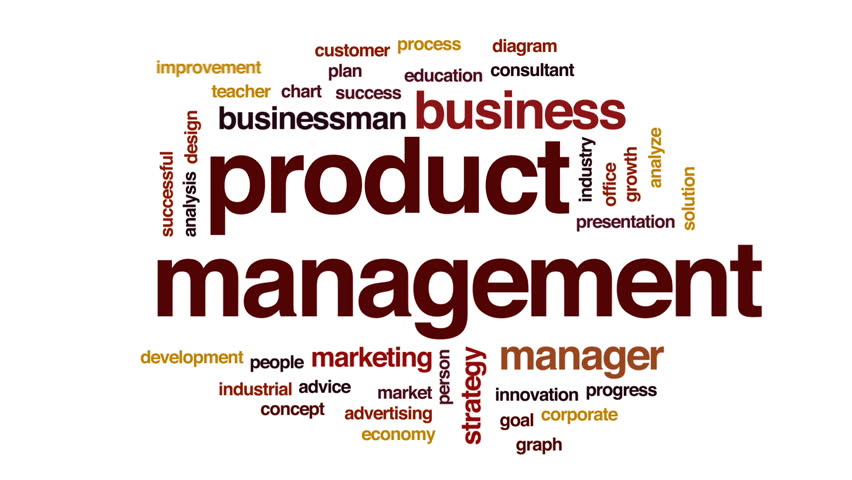 customer process diagram
improvement plan education consultant
teacher chart success
businessman business
successful
analysis
design
product
industry
office
growth
analyze
solution
presentation
management
development people marketing
person
strategy
manager
industrial advice market
innovation progress
concept advertising
goal corporate
economy
graph